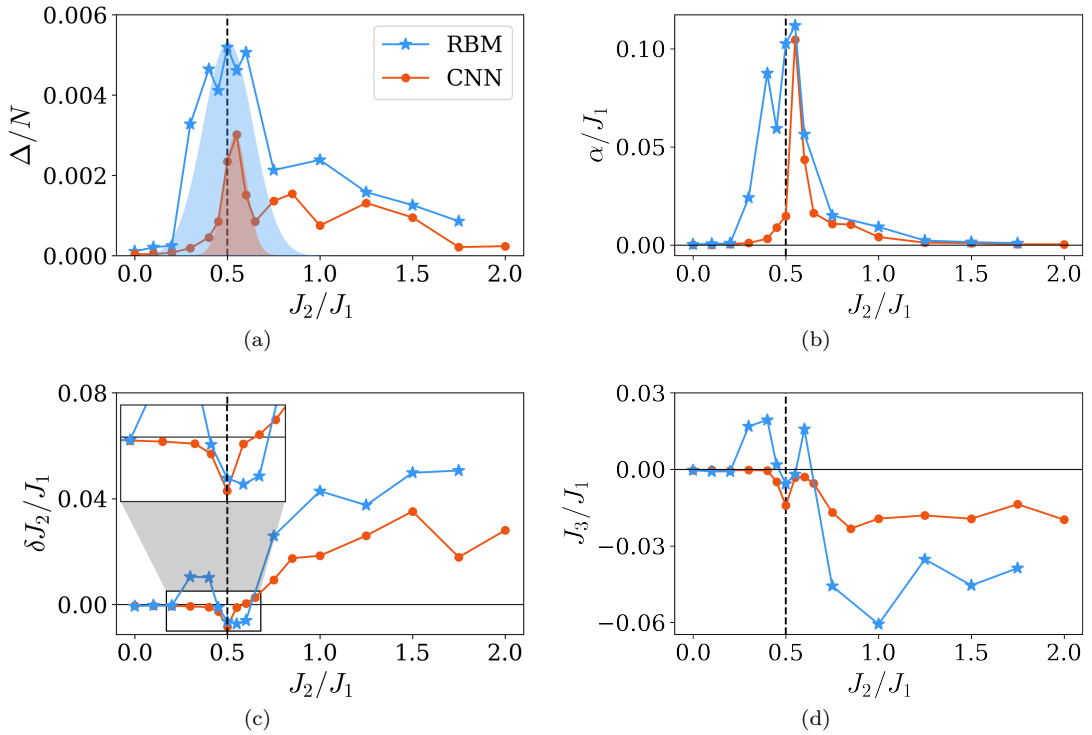 0.006
0.004
0.002
0.000
Δ/N
RBM
CNN
0.0 0.5 1.0 1.5 2.0
J₂/J₁
(a)
0.10
0.05
0.00
α/J₁
0.0 0.5 1.0 1.5 2.0
J₂/J₁
(b)
0.08
0.04
0.00
δJ₂/J₁
0.0 0.5 1.0 1.5 2.0
J₂/J₁
(c)
0.03
0.00
−0.03
−0.06
J₃/J₁
0.0 0.5 1.0 1.5 2.0
J₂/J₁
(d)